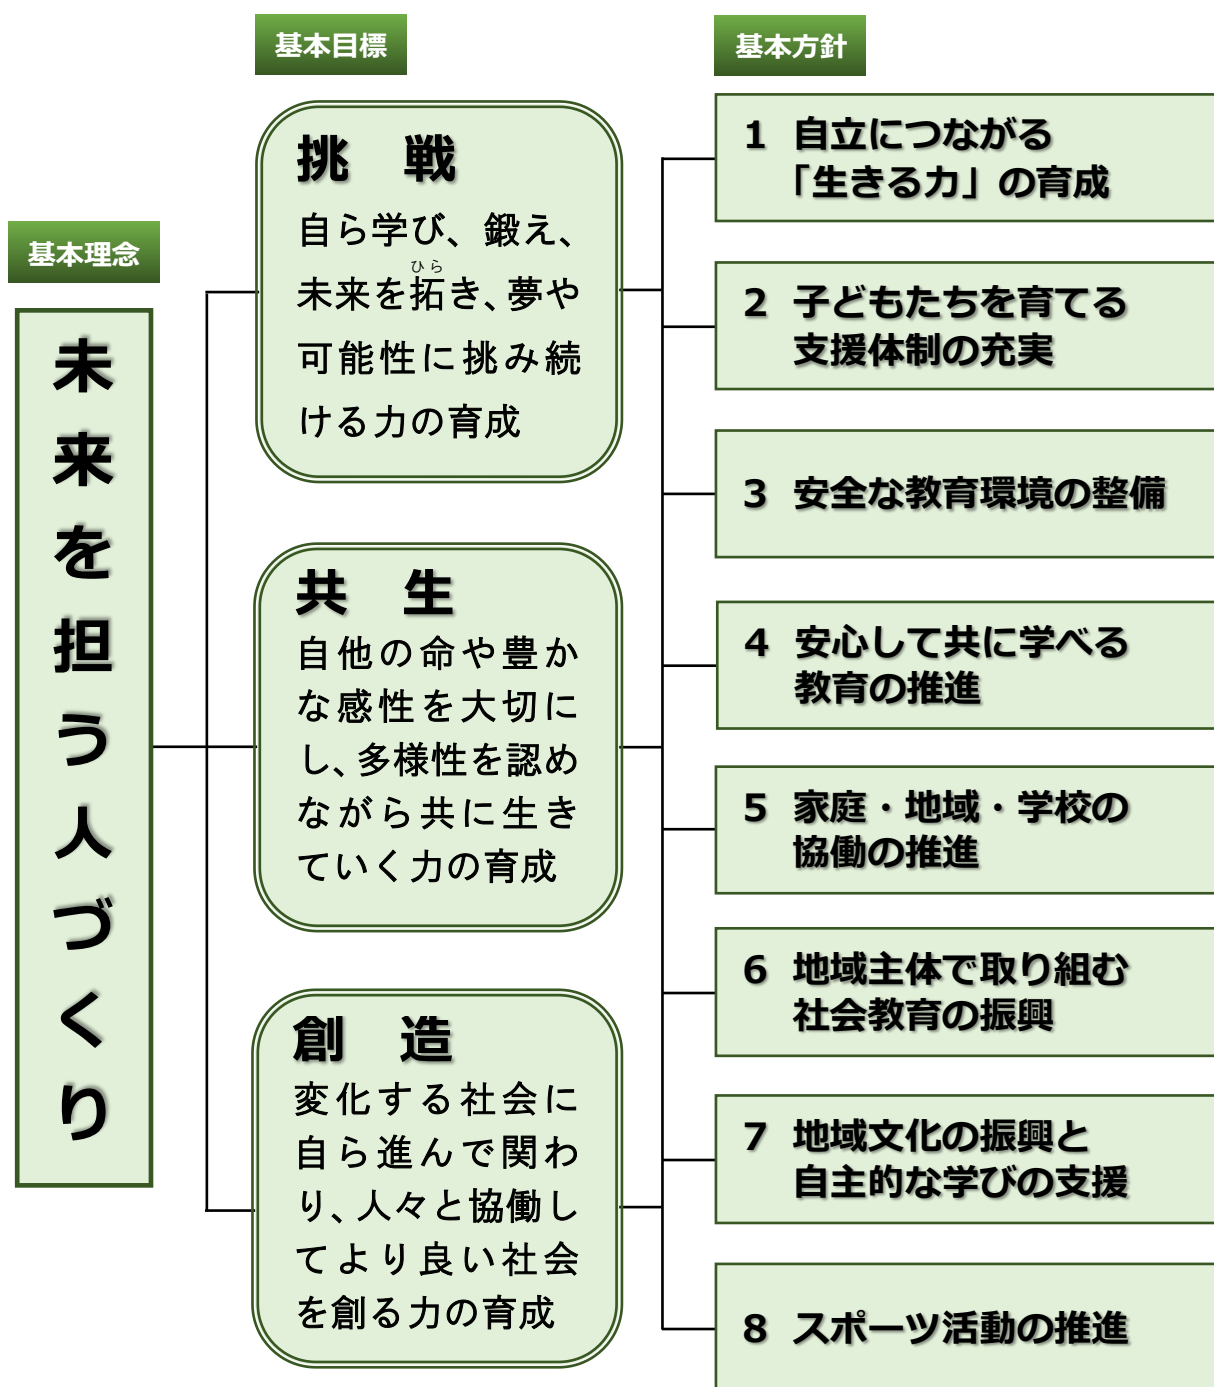 基本理念
未来を担う人づくり
基本目標
挑　戦
自ら学び、鍛え、
ひら
未来を拓き、夢や
可能性に挑み続
ける力の育成
共　生
自他の命や豊か
な感性を大切に
し、多様性を認め
ながら共に生き
ていく力の育成
創　造
変化する社会に
自ら進んで関わ
り、人々と協働し
てより良い社会
を創る力の育成
基本方針
1 自立につながる
「生きる力」の育成
2 子どもたちを育てる
支援体制の充実
3 安全な教育環境の整備
4 安心して共に学べる
教育の推進
5 家庭・地域・学校の
協働の推進
6 地域主体で取り組む
社会教育の振興
7 地域文化の振興と
自主的な学びの支援
8 スポーツ活動の推進